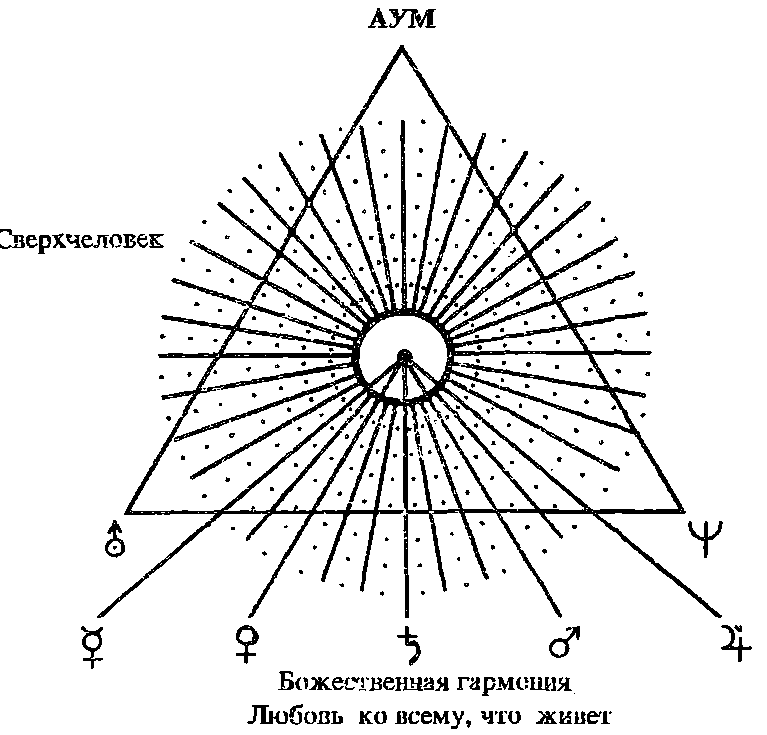 АУМ
Сверхчеловек
⛢ Ψ
☿ ♀ ♄ ♂ ♃
Божественная гармония
Любовь ко всему, что живет